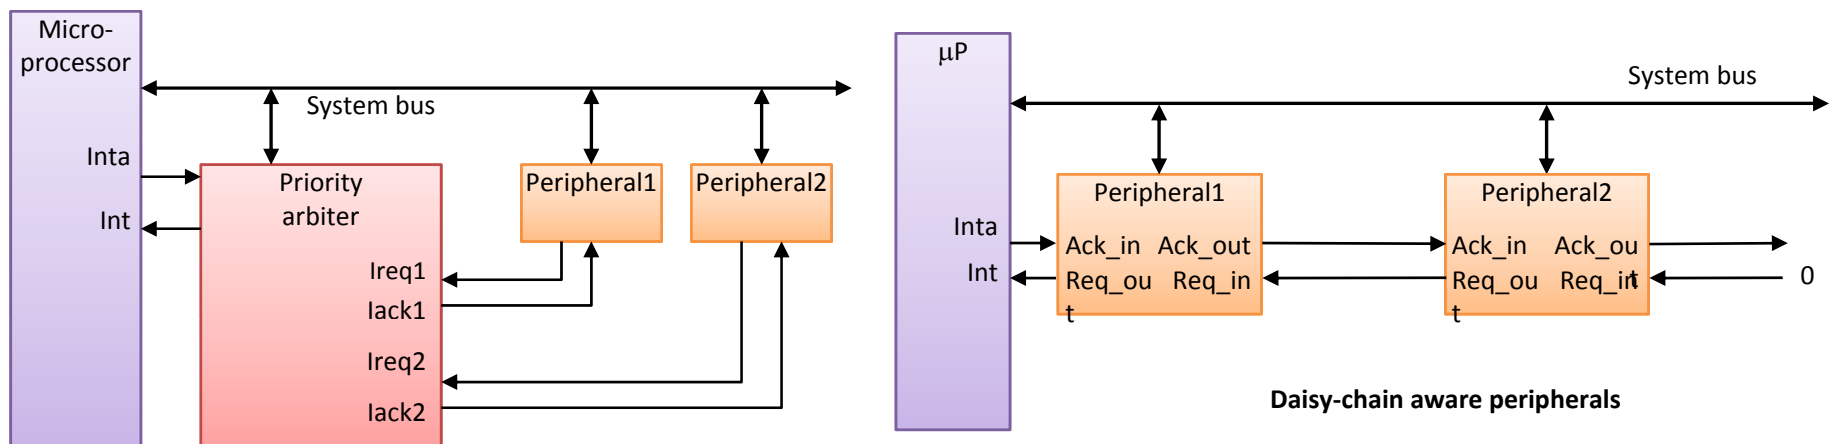 Micro-
processor
System bus
Inta
Int
Priority
arbiter
Peripheral1
Peripheral2
Ireq1
Iack1
Ireq2
Iack2
μP
System bus
Inta
Int
Peripheral1
Ack_in Ack_out
Req_ou Req_in
t
Peripheral2
Ack_in Ack_ou
t
Req_ou Req_in
t
0
Daisy-chain aware peripherals